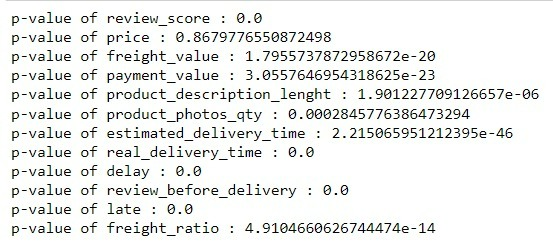 p-value of review_score : 0.0
p-value of price : 0.8679776550872498
p-value of freight_value : 1.7955737872958672e-20
p-value of payment_value : 3.0557646954318625e-23
p-value of product_description_lenght : 1.901227709126657e-06
p-value of product_photos_qty : 0.0002845776386473294
p-value of estimated_delivery_time : 2.215065951212395e-46
p-value of real_delivery_time : 0.0
p-value of delay : 0.0
p-value of review_before_delivery : 0.0
p-value of late : 0.0
p-value of freight_ratio : 4.9104660626744474e-14